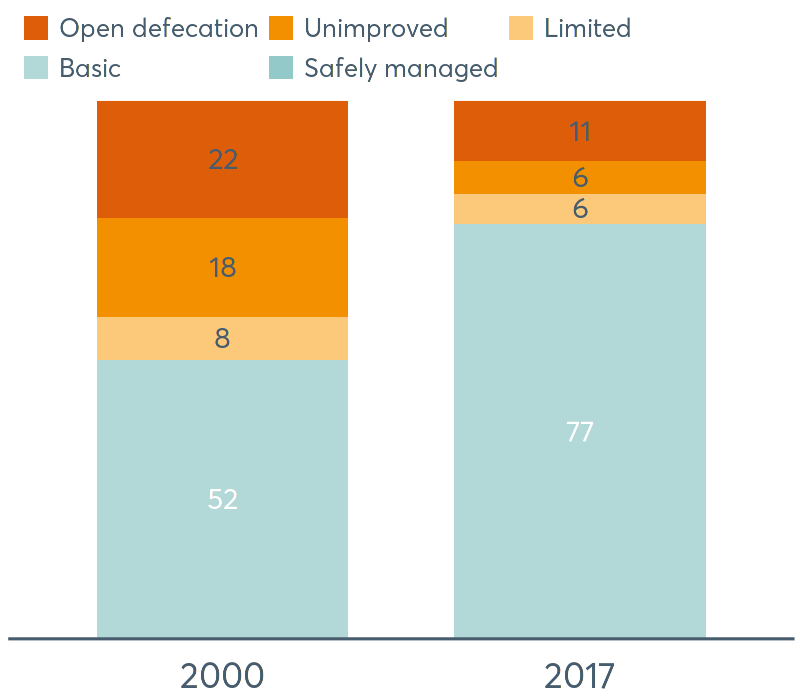 Open defecation Unimproved Limited
Basic Safely managed
22 11
18 6
8 6
52 77
2000 2017